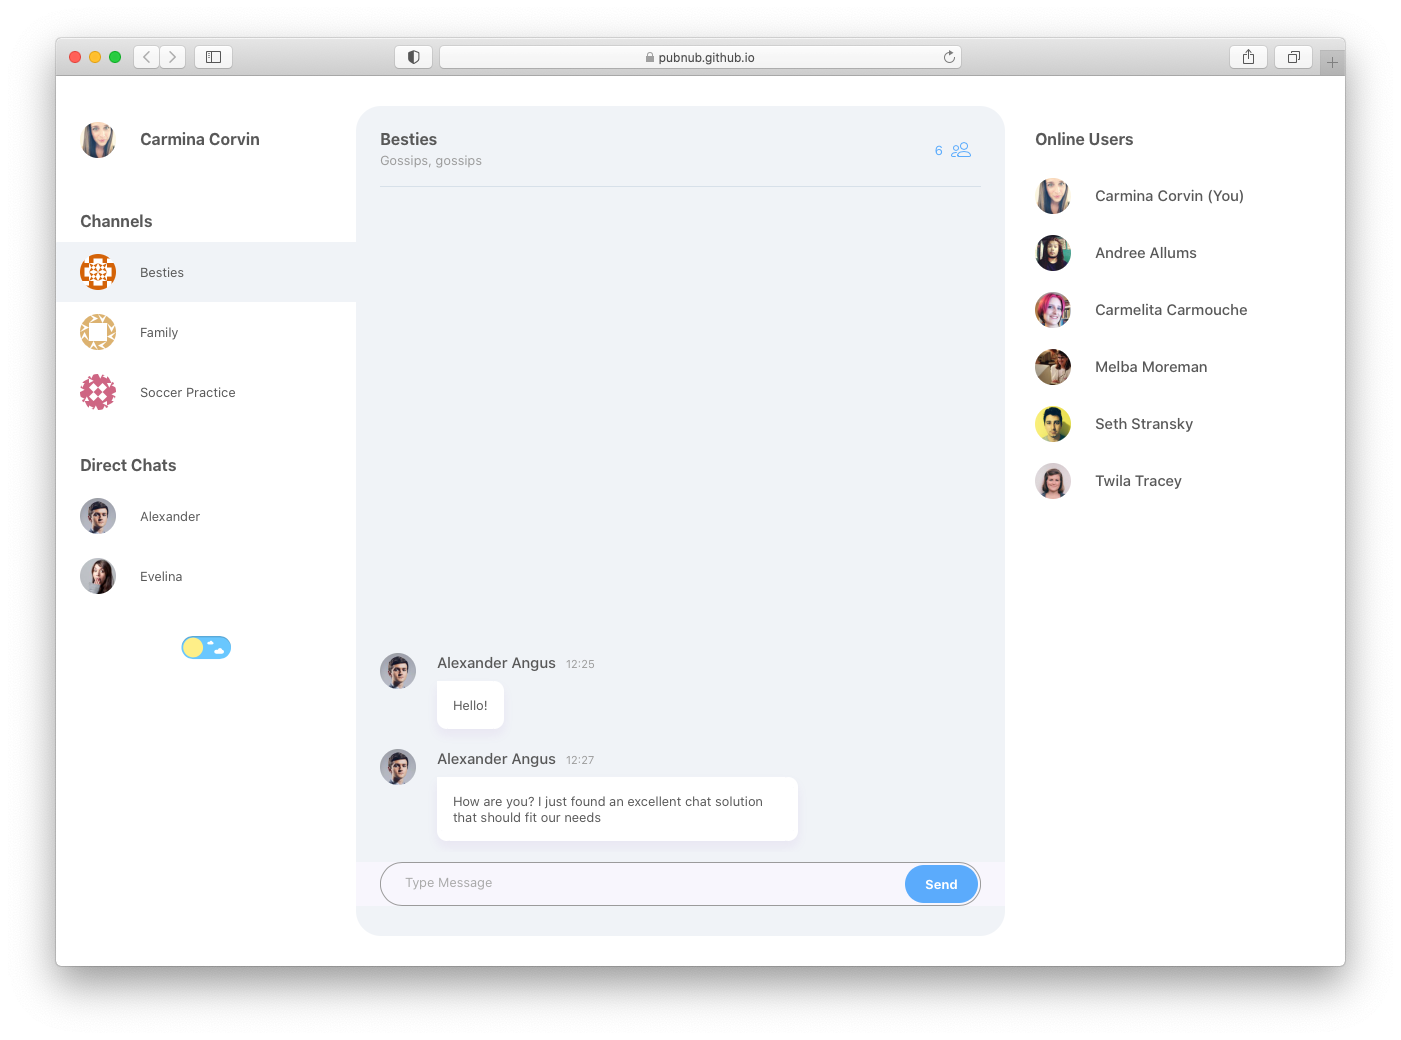 pubnub.github.io
Carmina Corvin
Channels
Besties
Family
Soccer Practice
Direct Chats
Alexander
Evelina
Besties
Gossips, gossips
6
Alexander Angus 12:25
Hello!
Alexander Angus 12:27
How are you? I just found an excellent chat solution
that should fit our needs
Type Message
Send
Online Users
Carmina Corvin (You)
Andree Allums
Carmelita Carmouche
Melba Moreman
Seth Stransky
Twila Tracey